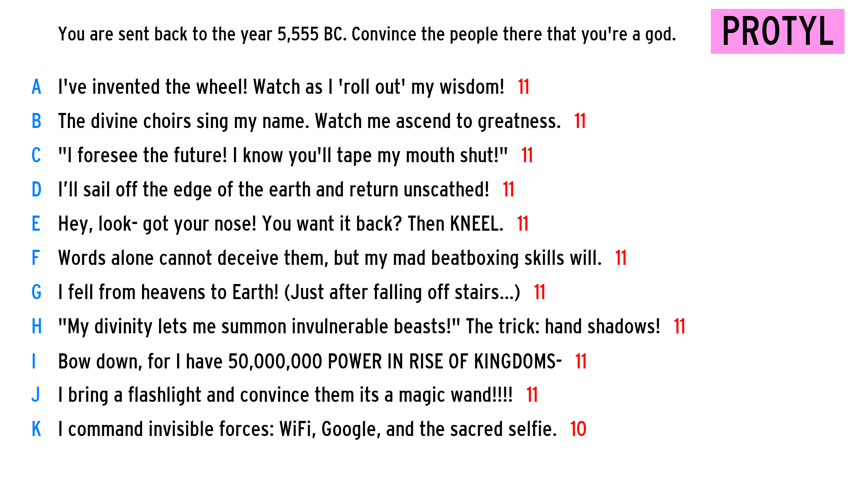 You are sent back to the year 5,555 BC. Convince the people there that you're a god. PROTYL
A I've invented the wheel! Watch as I 'roll out' my wisdom! 11
B The divine choirs sing my name. Watch me ascend to greatness. 11
C "I foresee the future! I know you'll tape my mouth shut!" 11
D I’ll sail off the edge of the earth and return unscathed! 11
E Hey, look- got your nose! You want it back? Then KNEEL. 11
F Words alone cannot deceive them, but my mad beatboxing skills will. 11
G I fell from heavens to Earth! (Just after falling off stairs...) 11
H "My divinity lets me summon invulnerable beasts!" The trick: hand shadows! 11
I Bow down, for I have 50,000,000 POWER IN RISE OF KINGDOMS- 11
J I bring a flashlight and convince them its a magic wand!!!! 11
K I command invisible forces: WiFi, Google, and the sacred selfie. 10